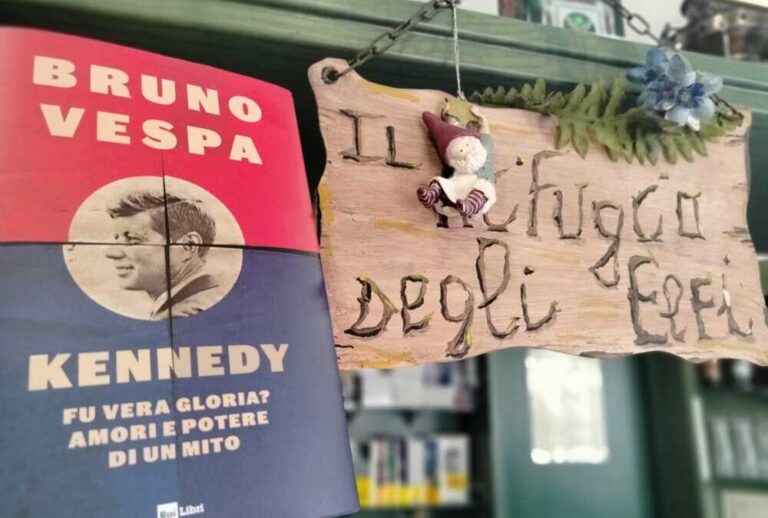 BRUNO
VESPA
KENNEDY
FU VERA GLORIA?
AMORI E POTERE
DI UN MITO
Rai Libri
IL Rifugio
Degli Elfi